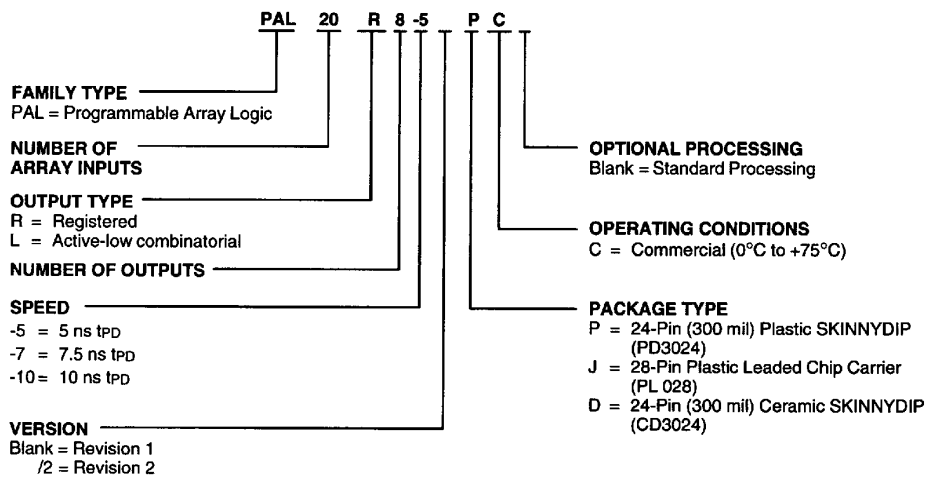 PAL 20 R 8 -5 P C
FAMILY TYPE
PAL = Programmable Array Logic
NUMBER OF
ARRAY INPUTS
OUTPUT TYPE
R = Registered
L = Active-low combinatorial
NUMBER OF OUTPUTS
SPEED
-5 = 5 ns tPD
-7 = 7.5 ns tPD
-10 = 10 ns tPD
VERSION
Blank = Revision 1
/2 = Revision 2
OPTIONAL PROCESSING
Blank = Standard Processing
OPERATING CONDITIONS
C = Commercial (0°C to +75°C)
PACKAGE TYPE
P = 24-Pin (300 mil) Plastic SKINNYDIP
(PD3024)
J = 28-Pin Plastic Leaded Chip Carrier
(PL 028)
D = 24-Pin (300 mil) Ceramic SKINNYDIP
(CD3024)